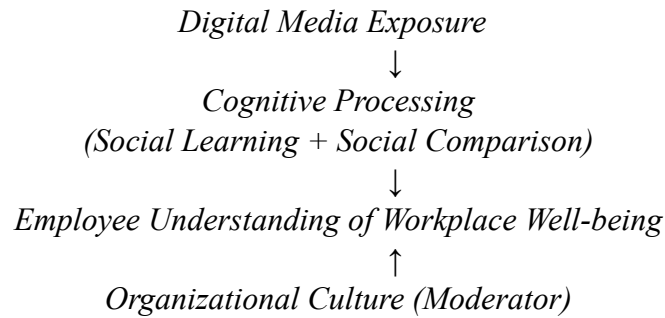 Digital Media Exposure
↓
Cognitive Processing
(Social Learning + Social Comparison)
↓
Employee Understanding of Workplace Well-being
↑
Organizational Culture (Moderator)